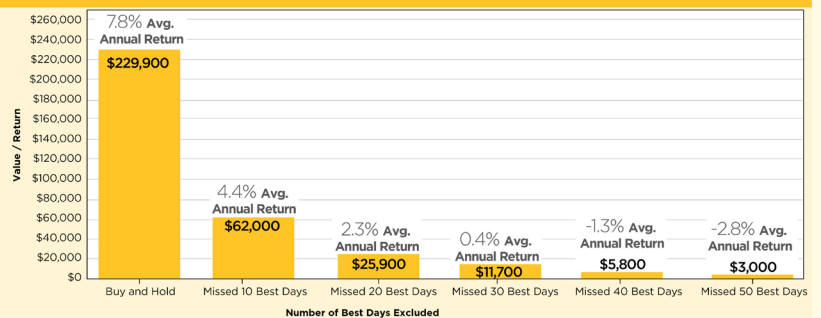 $260,000
$240,000
$220,000
$200,000
$180,000
$160,000
$140,000
$120,000
$100,000
$80,000
$60,000
$40,000
$20,000
$0
Value / Return
7.8% Avg.
Annual Return
$229,900
4.4% Avg.
Annual Return
$62,000
2.3% Avg.
Annual Return
$25,900
0.4% Avg.
Annual Return
$11,700
-1.3% Avg.
Annual Return
$5,800
-2.8% Avg.
Annual Return
$3,000
Buy and Hold
Missed 10 Best Days
Missed 20 Best Days
Missed 30 Best Days
Missed 40 Best Days
Missed 50 Best Days
Number of Best Days Excluded